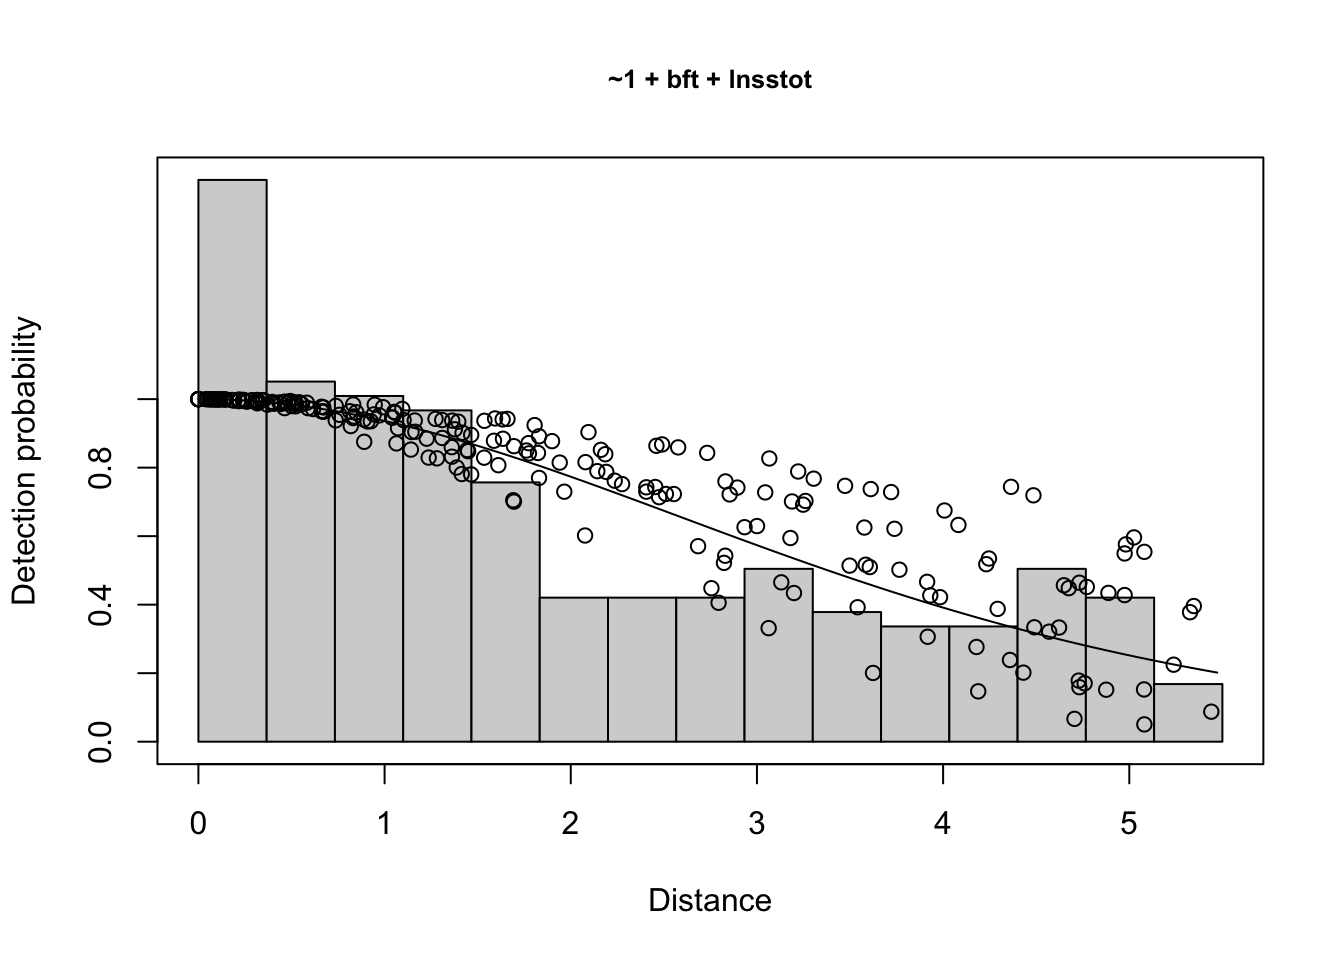 ~1 + bft + lnsstot
Detection probability
0.8
0.4
0.0
0 1 2 3 4 5
Distance